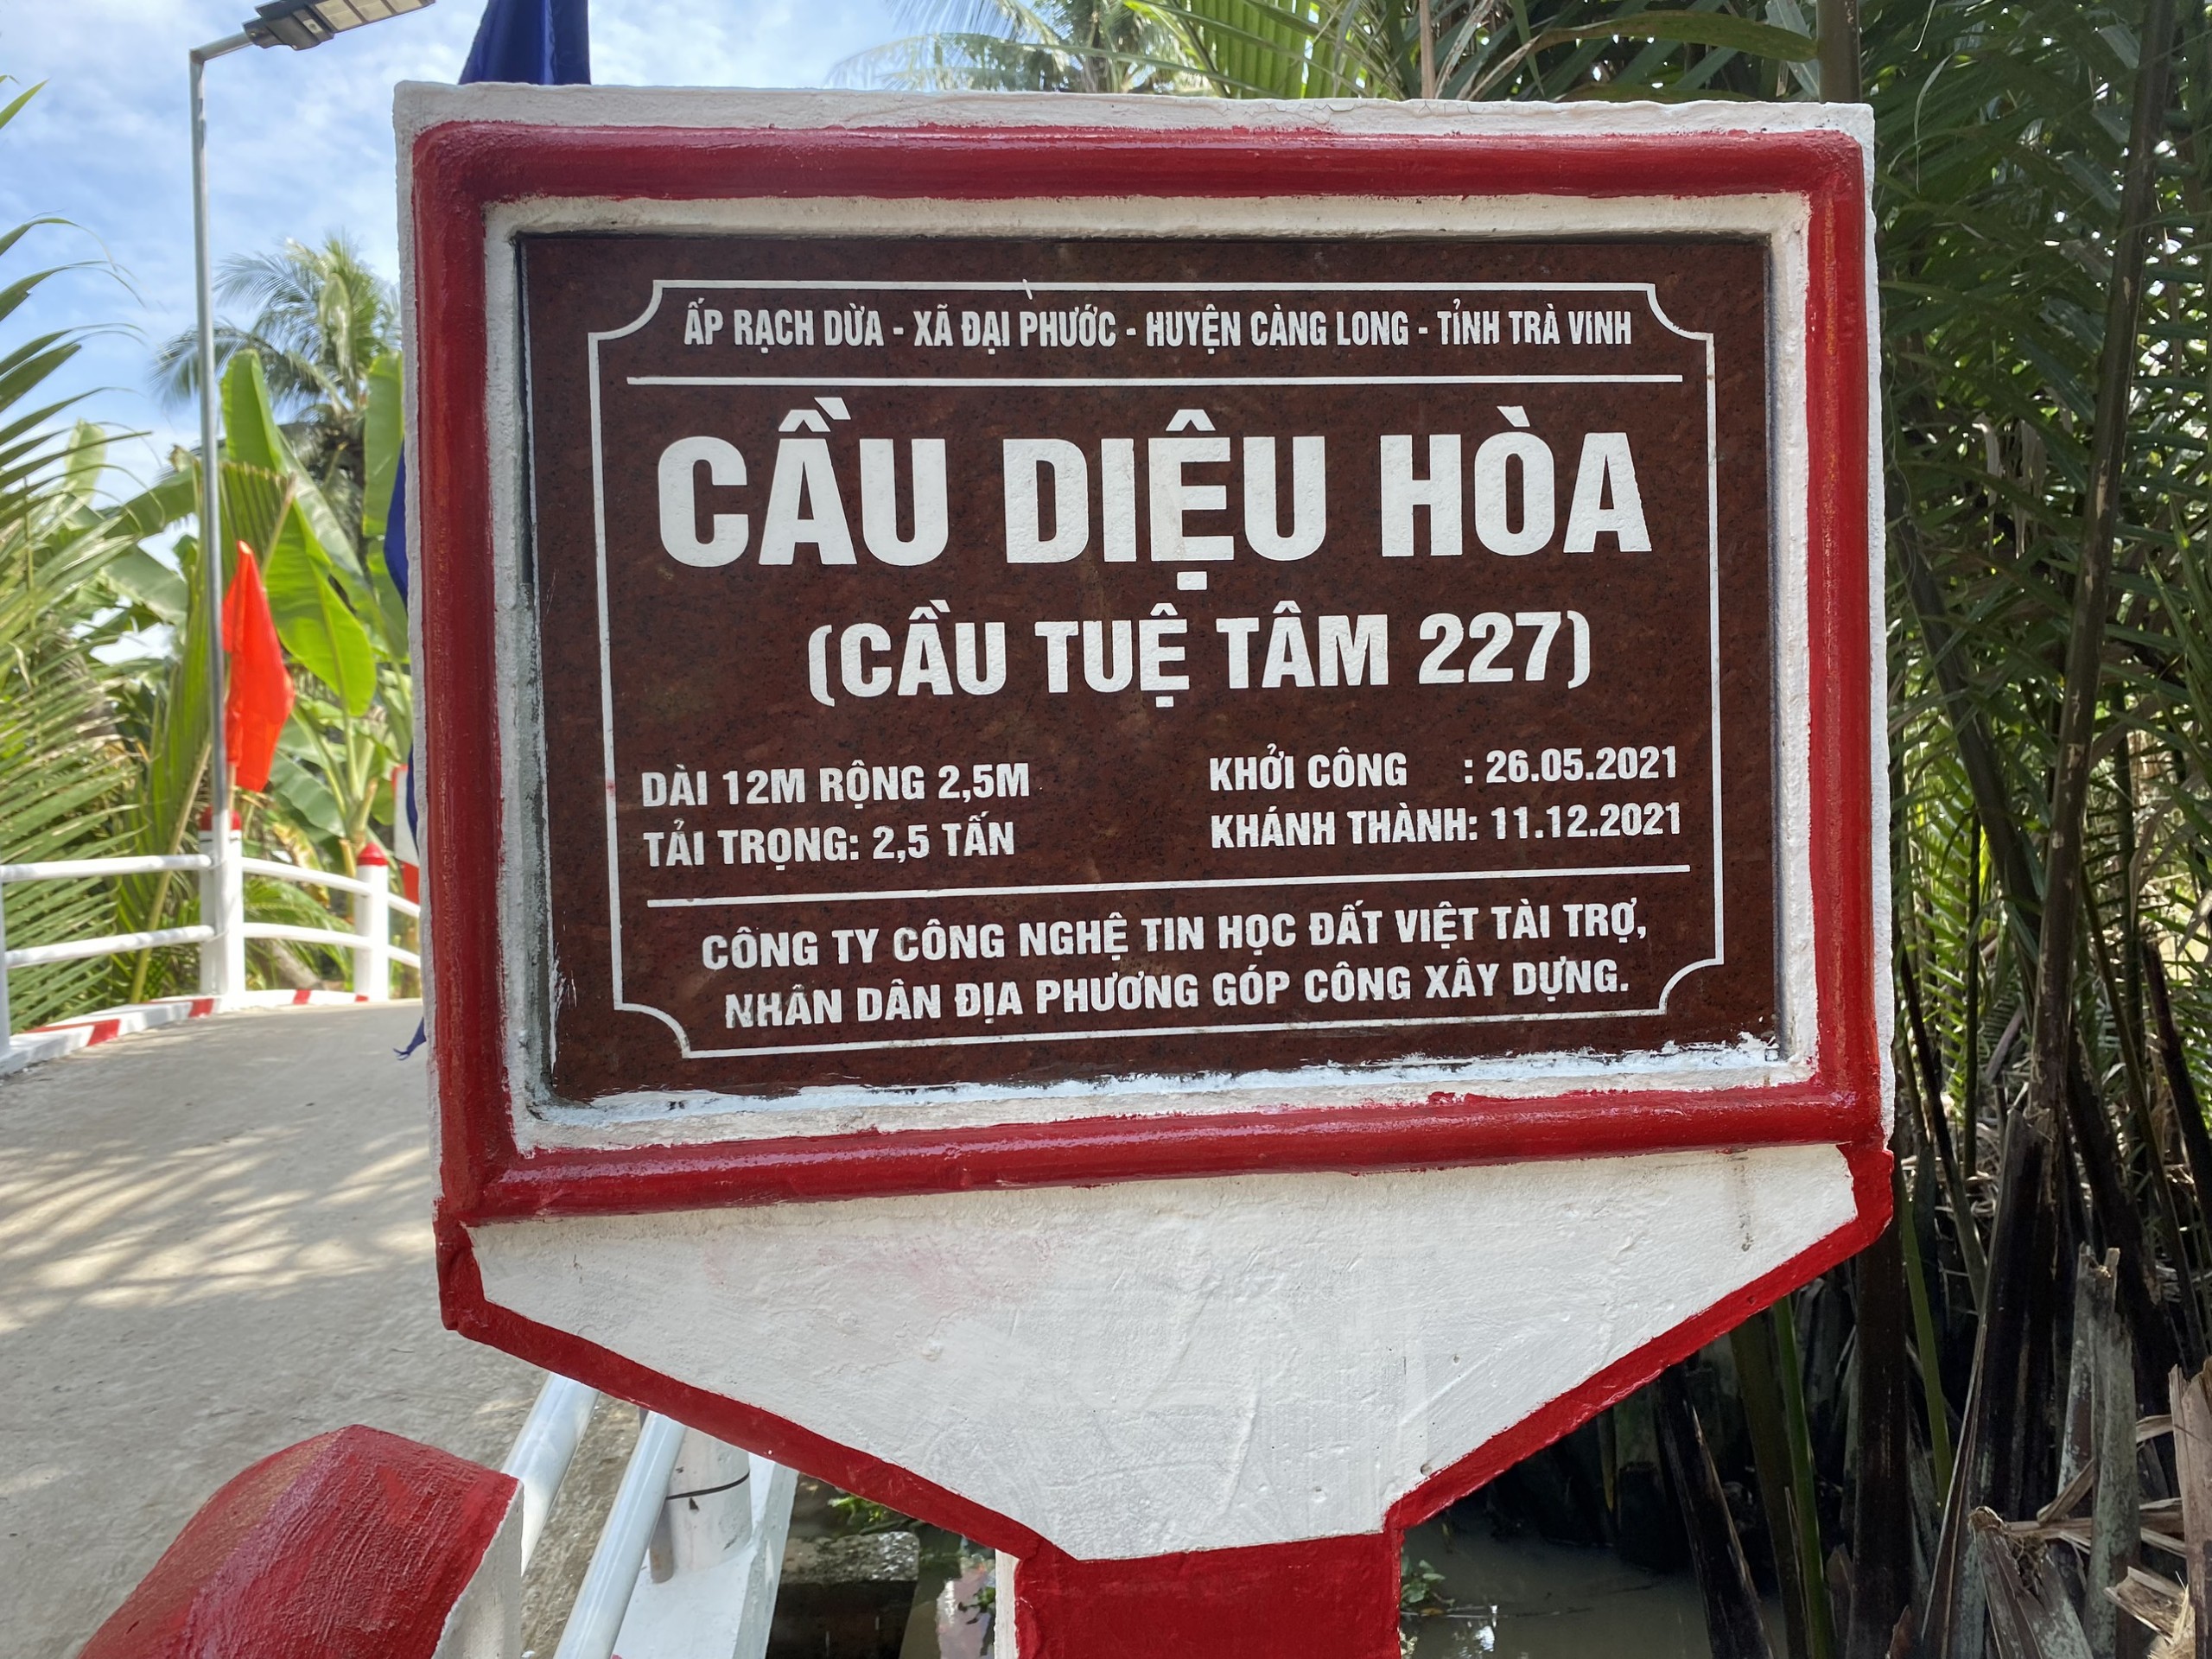 ẤP RẠCH DỪA - XÃ ĐẠI PHƯỚC - HUYỆN CÀNG LONG - TỈNH TRÀ VINH
CẦU DIỆU HÒA
(CẦU TUỆ TÂM 227)
DÀI 12M RỘNG 2,5M
TẢI TRỌNG: 2,5 TẤN
KHỞI CÔNG : 26.05.2021
KHÁNH THÀNH: 11.12.2021
CÔNG TY CÔNG NGHỆ TIN HỌC ĐẤT VIỆT TÀI TRỢ,
NHÂN DÂN ĐỊA PHƯƠNG GÓP CÔNG XÂY DỰNG.